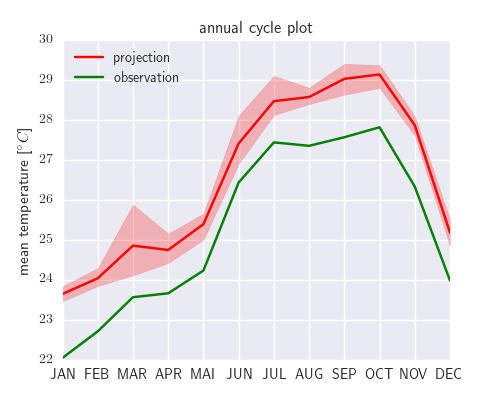 annual cycle plot
30
29
28
27
26
25
24
23
22
mean temperature [°C]
projection
observation
JAN FEB MAR APR MAI JUN JUL AUG SEP OCT NOV DEC